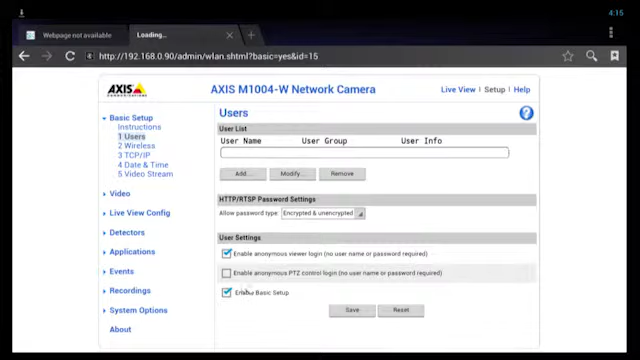 4:15
Webpage not available
Loading...
http://192.168.0.90/admin/wlan.shtml?basic=yes&id=15
AXIS
COMMUNICATIONS
AXIS M1004-W Network Camera
Live View | Setup | Help
Basic Setup
Instructions
1 Users
2 Wireless
3 TCP/IP
4 Date & Time
5 Video Stream
Video
Live View Config
Detectors
Applications
Events
Recordings
System Options
About
Users
?
User List
User Name User Group User Info
Add... Modify... Remove
HTTP/RTSP Password Settings
Allow password type: Encrypted & unencrypted
User Settings
Enable anonymous viewer login (no user name or password required)
Enable anonymous PTZ control login (no user name or password required)
Enable Basic Setup
Save Reset